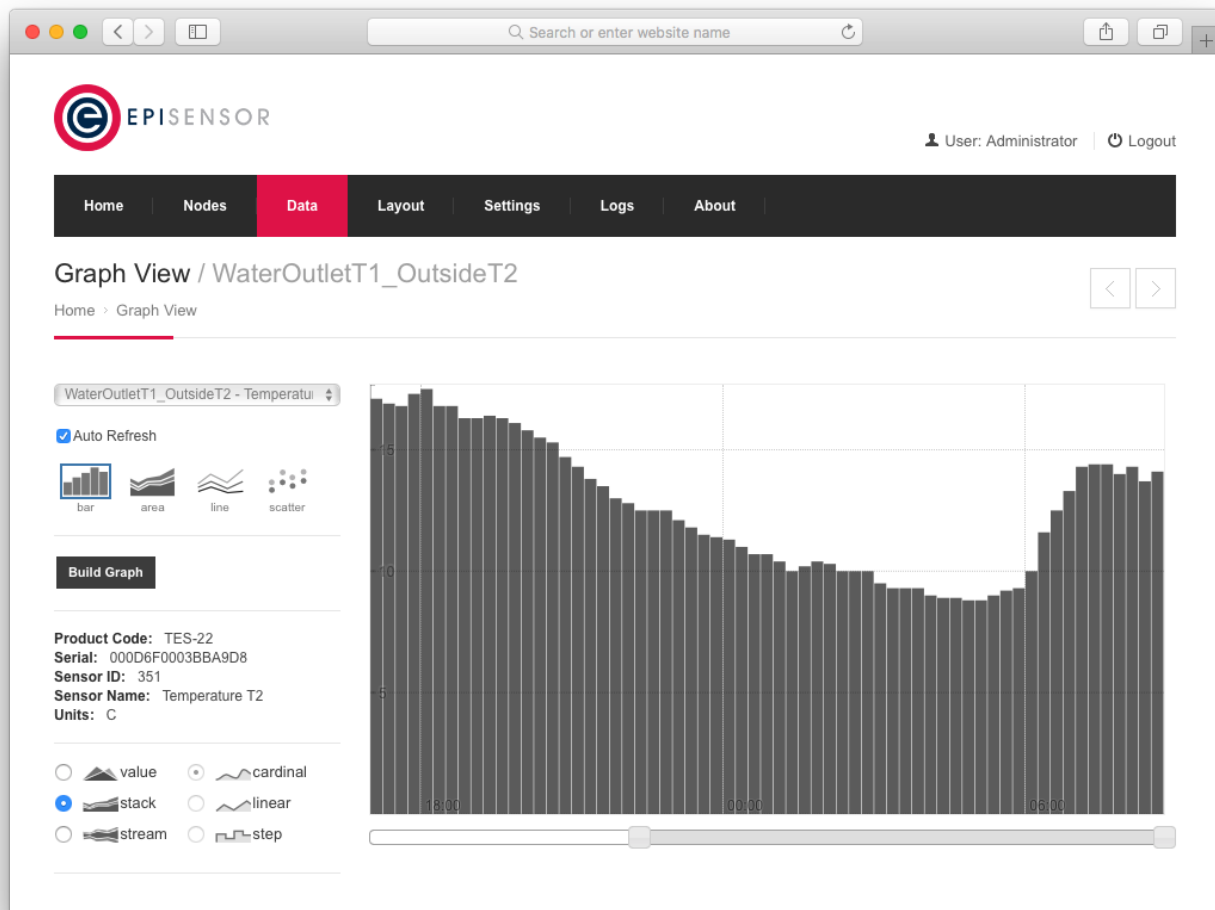 Search or enter website name
EPISENSOR
User: Administrator
Logout
Home
Nodes
Data
Layout
Settings
Logs
About
Graph View / WaterOutletT1_OutsideT2
Home › Graph View
WaterOutletT1_OutsideT2 - Temperatu
Auto Refresh
bar
area
line
scatter
Build Graph
Product Code: TES-22
Serial: 000D6F0003BBA9D8
Sensor ID: 351
Sensor Name: Temperature T2
Units: C
value
cardinal
stack
linear
stream
step
15
10
5
18:00
00:00
06:00